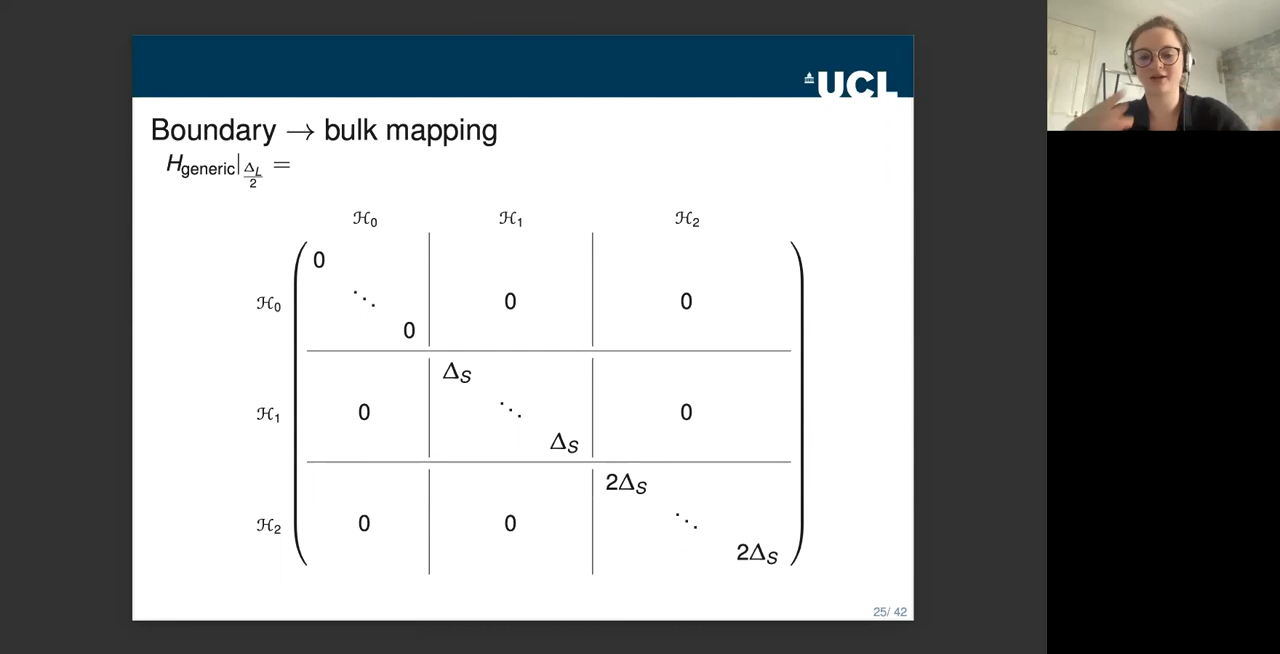 UCL
Boundary → bulk mapping
H_generic|_{Δ_L/2} =
ℋ₀ ℋ₁ ℋ₂
0
ℋ₀ ⋱ 0 0
0
Δ_S
ℋ₁ 0 ⋱ 0
Δ_S
2Δ_S
ℋ₂ 0 0 ⋱
2Δ_S
25/ 42